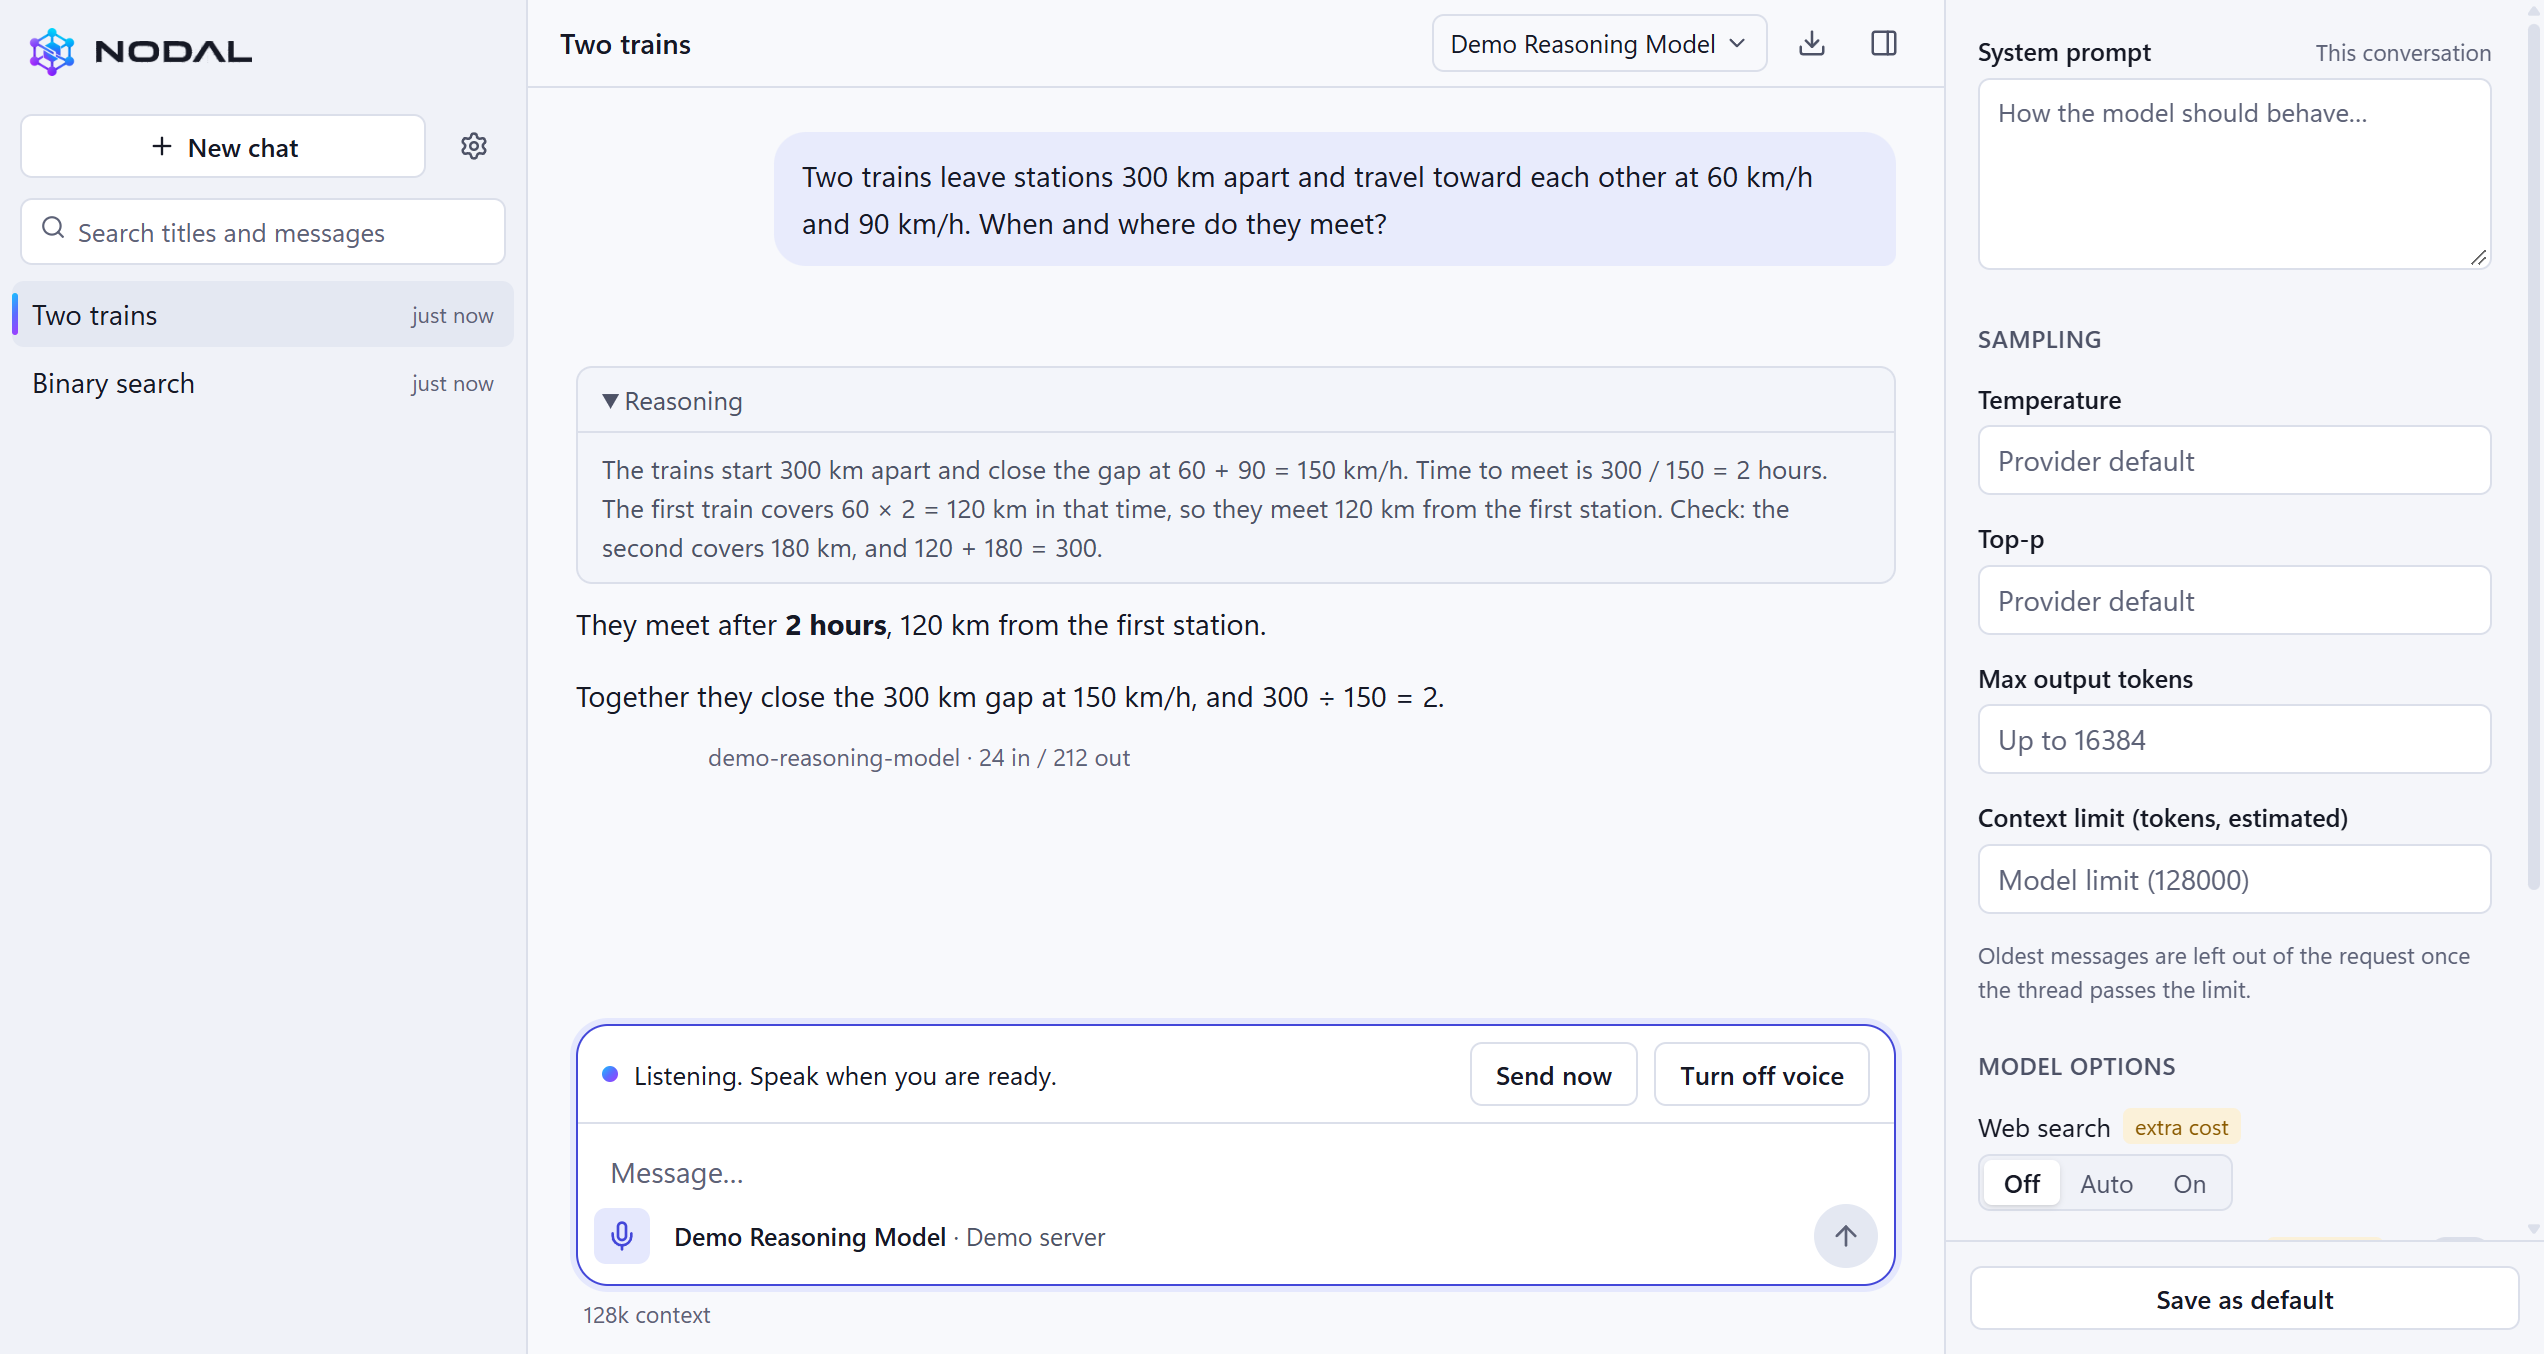 NODAL
New chat
Search titles and messages
Two trains just now
Binary search just now
Two trains
Demo Reasoning Model
Two trains leave stations 300 km apart and travel toward each other at 60 km/h
and 90 km/h. When and where do they meet?
Reasoning
The trains start 300 km apart and close the gap at 60 + 90 = 150 km/h. Time to meet is 300 / 150 = 2 hours.
The first train covers 60 × 2 = 120 km in that time, so they meet 120 km from the first station. Check: the
second covers 180 km, and 120 + 180 = 300.
They meet after 2 hours, 120 km from the first station.
Together they close the 300 km gap at 150 km/h, and 300 ÷ 150 = 2.
demo-reasoning-model · 24 in / 212 out
Listening. Speak when you are ready.
Send now
Turn off voice
Message...
Demo Reasoning Model · Demo server
128k context
System prompt
This conversation
How the model should behave...
SAMPLING
Temperature
Provider default
Top-p
Provider default
Max output tokens
Up to 16384
Context limit (tokens, estimated)
Model limit (128000)
Oldest messages are left out of the request once
the thread passes the limit.
MODEL OPTIONS
Web search extra cost
Off Auto On
Save as default